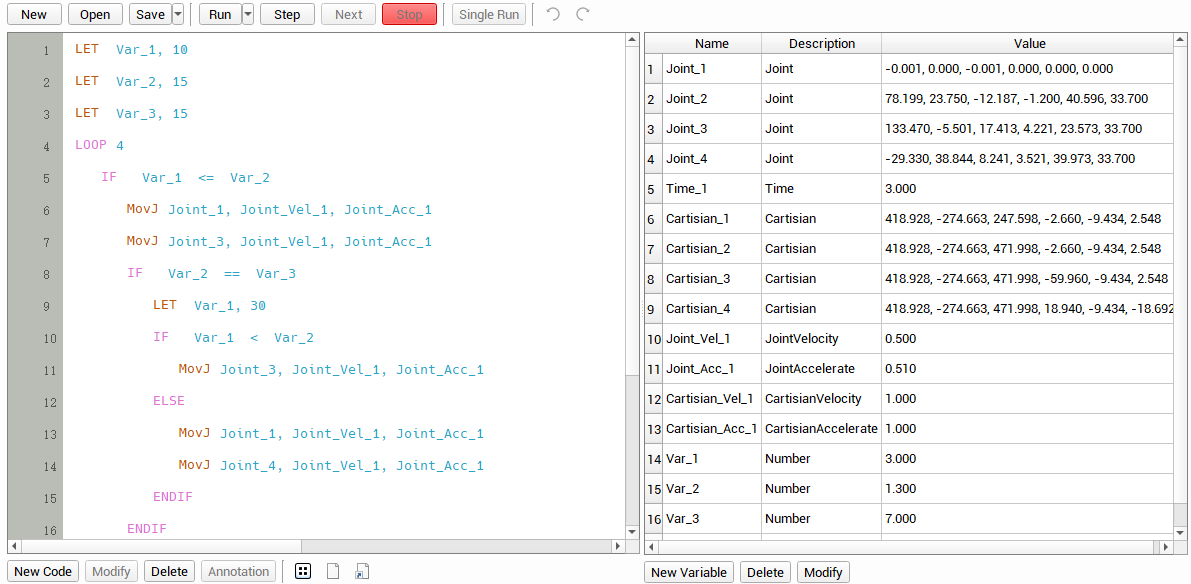 New Open Save Run Step Next Stop Single Run
1 LET Var_1, 10
2 LET Var_2, 15
3 LET Var_3, 15
4 LOOP 4
5 IF Var_1 <= Var_2
6 MovJ Joint_1, Joint_Vel_1, Joint_Acc_1
7 MovJ Joint_3, Joint_Vel_1, Joint_Acc_1
8 IF Var_2 == Var_3
9 LET Var_1, 30
10 IF Var_1 < Var_2
11 MovJ Joint_3, Joint_Vel_1, Joint_Acc_1
12 ELSE
13 MovJ Joint_1, Joint_Vel_1, Joint_Acc_1
14 MovJ Joint_4, Joint_Vel_1, Joint_Acc_1
15 ENDIF
16 ENDIF
New Code Modify Delete Annotation
Name Description Value
1 Joint_1 Joint -0.001, 0.000, -0.001, 0.000, 0.000, 0.000
2 Joint_2 Joint 78.199, 23.750, -12.187, -1.200, 40.596, 33.700
3 Joint_3 Joint 133.470, -5.501, 17.413, 4.221, 23.573, 33.700
4 Joint_4 Joint -29.330, 38.844, 8.241, 3.521, 39.973, 33.700
5 Time_1 Time 3.000
6 Cartisian_1 Cartisian 418.928, -274.663, 247.598, -2.660, -9.434, 2.548
7 Cartisian_2 Cartisian 418.928, -274.663, 471.998, -2.660, -9.434, 2.548
8 Cartisian_3 Cartisian 418.928, -274.663, 471.998, -59.960, -9.434, 2.548
9 Cartisian_4 Cartisian 418.928, -274.663, 471.998, 18.940, -9.434, -18.692
10 Joint_Vel_1 JointVelocity 0.500
11 Joint_Acc_1 JointAccelerate 0.510
12 Cartisian_Vel_1 CartisianVelocity 1.000
13 Cartisian_Acc_1 CartisianAccelerate 1.000
14 Var_1 Number 3.000
15 Var_2 Number 1.300
16 Var_3 Number 7.000
New Variable Delete Modify